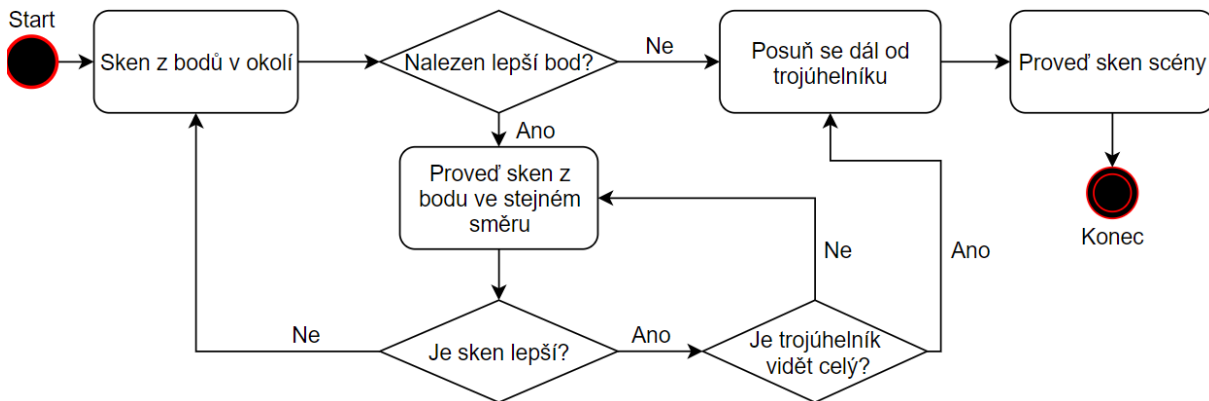 Start
Sken z bodů v okolí
Nalezen lepší bod?
Ne
Posuň se dál od
trojúhelníku
Proveď sken scény
Ano
Proveď sken z
bodu ve stejném
směru
Konec
Ne
Ano
Ne
Je sken lepší?
Ano
Je trojúhelník
vidět celý?